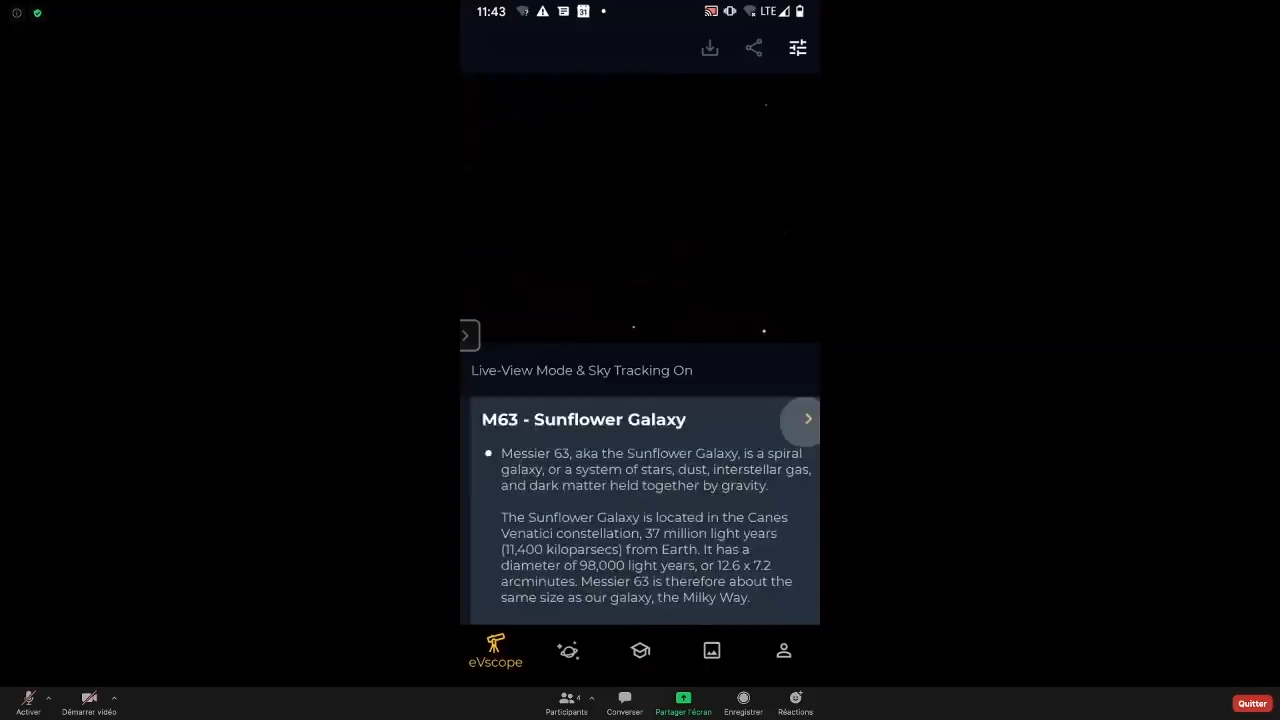 11:43
31
LTE
Live-View Mode & Sky Tracking On
M63 - Sunflower Galaxy
Messier 63, aka the Sunflower Galaxy, is a spiral
galaxy, or a system of stars, dust, interstellar gas,
and dark matter held together by gravity.
The Sunflower Galaxy is located in the Canes
Venatici constellation, 37 million light years
(11,400 kiloparsecs) from Earth. It has a
diameter of 98,000 light years, or 12.6 x 7.2
arcminutes. Messier 63 is therefore about the
same size as our galaxy, the Milky Way.
eVscope
4
Activer
Démarrer vidéo
Participants
Converser
Partager l'écran
Enregistrer
Réactions
Quitter